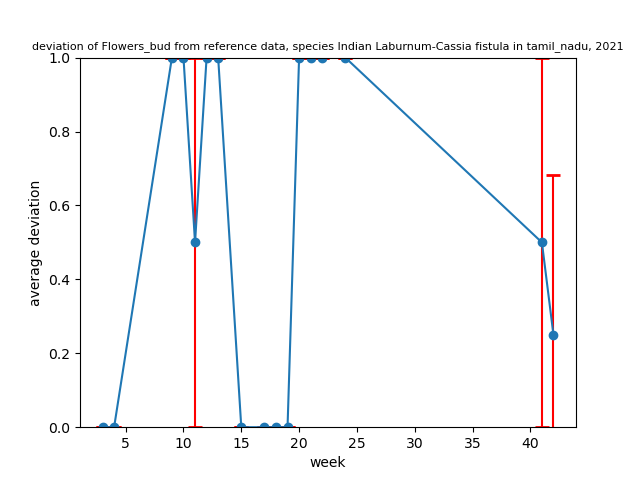 deviation of Flowers_bud from reference data, species Indian Laburnum-Cassia fistula in tamil_nadu, 2021
1.0
0.8
0.6
0.4
0.2
0.0
average deviation
5 10 15 20 25 30 35 40
week